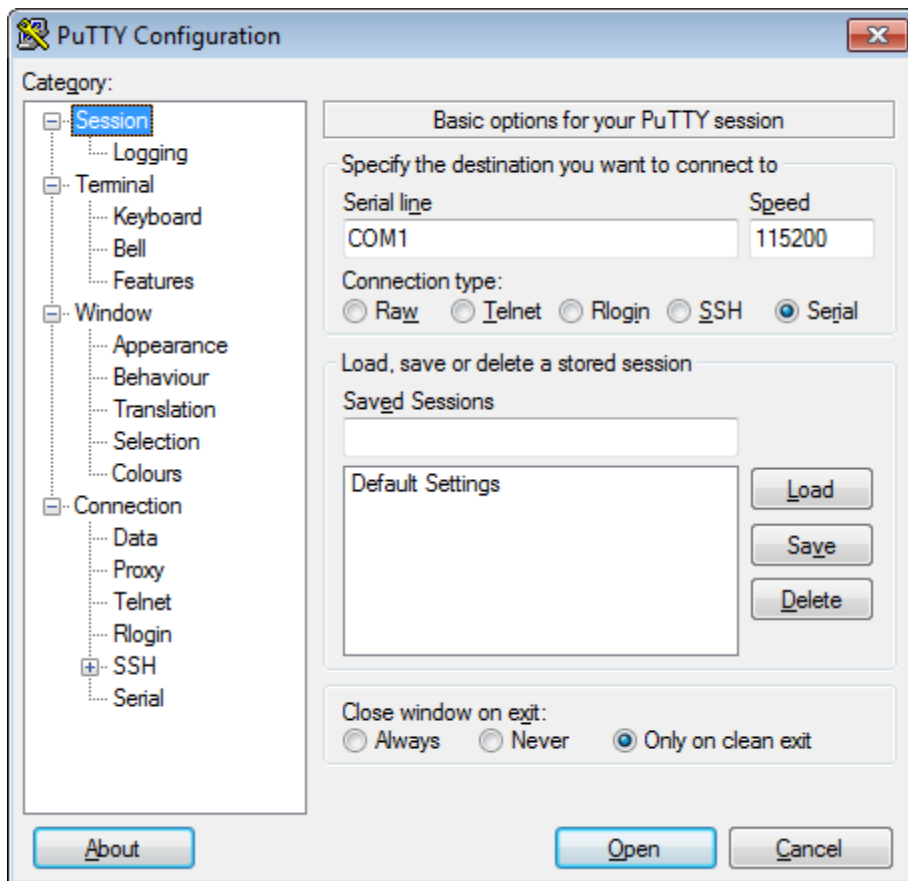 PuTTY Configuration
Category:
Session
Logging
Terminal
Keyboard
Bell
Features
Window
Appearance
Behaviour
Translation
Selection
Colours
Connection
Data
Proxy
Telnet
Rlogin
SSH
Serial
Basic options for your PuTTY session
Specify the destination you want to connect to
Serial line Speed
COM1 115200
Connection type:
Raw Telnet Rlogin SSH Serial
Load, save or delete a stored session
Saved Sessions
Default Settings
Load
Save
Delete
Close window on exit:
Always Never Only on clean exit
About Open Cancel